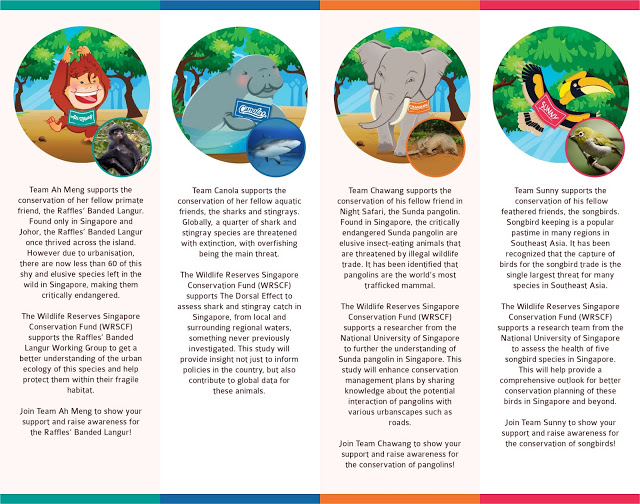 Ah Meng
Team Ah Meng supports the
conservation of her fellow primate
friend, the Raffles' Banded Langur.
Found only in Singapore and
Johor, the Raffles' Banded Langur
once thrived across the island.
However due to urbanisation,
there are now less than 60 of this
shy and elusive species left in the
wild in Singapore, making them
critically endangered.
The Wildlife Reserves Singapore
Conservation Fund (WRSCF)
supports the Raffles' Banded
Langur Working Group to get a
better understanding of the urban
ecology of this species and help
protect them within their fragile
habitat.
Join Team Ah Meng to show your
support and raise awareness for
the Raffles' Banded Langur!
Canola
Team Canola supports the
conservation of her fellow aquatic
friends, the sharks and stingrays.
Globally, a quarter of shark and
stingray species are threatened
with extinction, with overfishing
being the main threat.
The Wildlife Reserves Singapore
Conservation Fund (WRSCF)
supports The Dorsal Effect to
assess shark and stingray catch in
Singapore, from local and
surrounding regional waters,
something never previously
investigated. This study will
provide insight not just to inform
policies in the country, but also
contribute to global data for
these animals.
Chawang
Team Chawang supports the
conservation of his fellow friend in
Night Safari, the Sunda pangolin.
Found in Singapore, the critically
endangered Sunda pangolin are
elusive insect-eating animals that
are threatened by illegal wildlife
trade. It has been identified that
pangolins are the world's most
trafficked mammal.
The Wildlife Reserves Singapore
Conservation Fund (WRSCF)
supports a researcher from the
National University of Singapore
to further the understanding of
Sunda pangolin in Singapore. This
study will enhance conservation
management plans by sharing
knowledge about the potential
interaction of pangolins with
various urbanscapes such as
roads.
Join Team Chawang to show your
support and raise awareness for
the conservation of pangolins!
SUNNY
Team Sunny supports the
conservation of his fellow
feathered friends, the songbirds.
Songbird keeping is a popular
pastime in many regions in
Southeast Asia. It has been
recognized that the capture of
birds for the songbird trade is the
single largest threat for many
species in Southeast Asia.
The Wildlife Reserves Singapore
Conservation Fund (WRSCF)
supports a research team from the
National University of Singapore
to assess the health of five
songbird species in Singapore.
This will help provide a
comprehensive outlook for better
conservation planning of these
birds in Singapore and beyond.
Join Team Sunny to show your
support and raise awareness for
the conservation of songbirds!